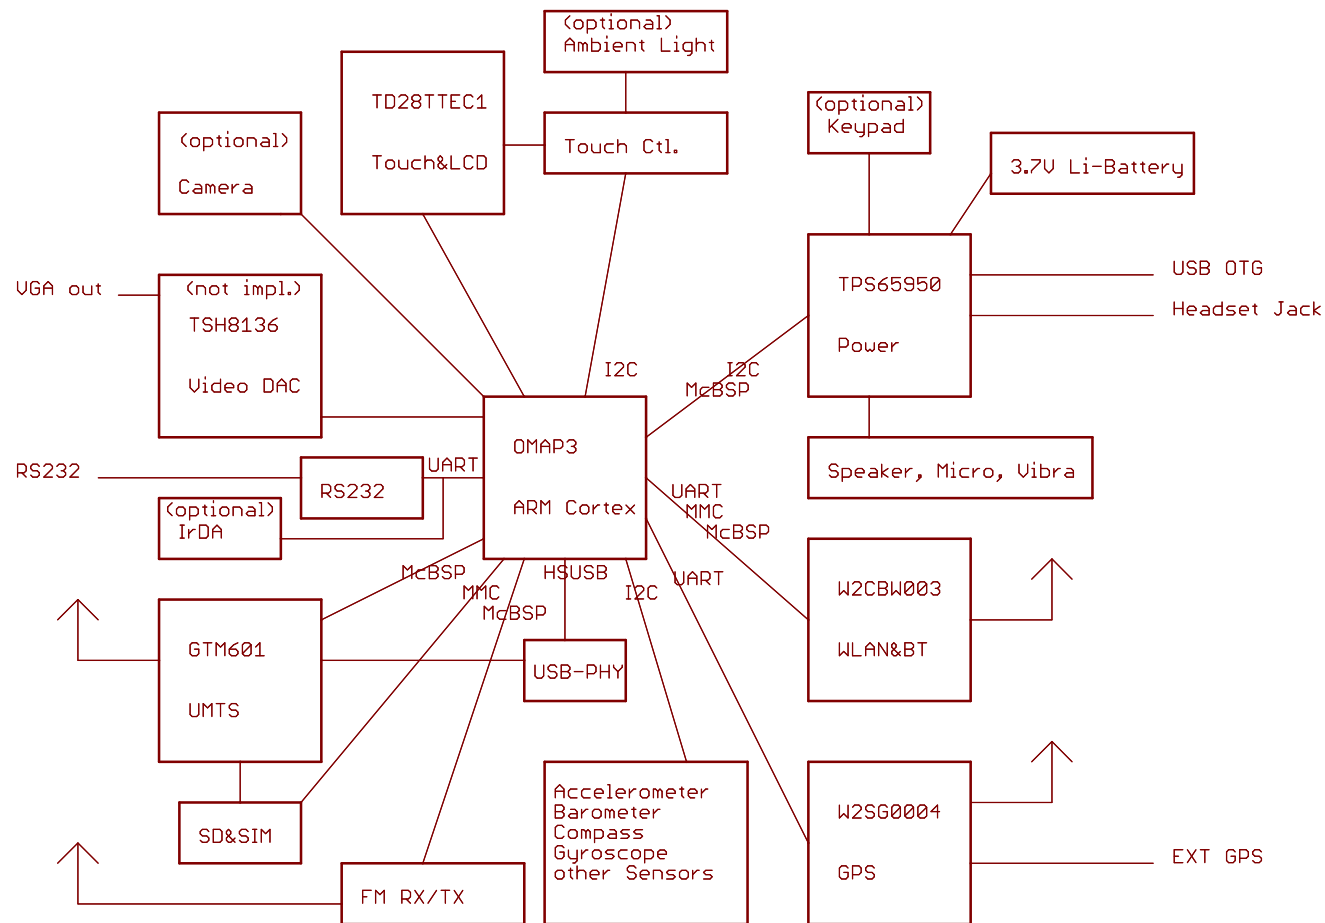 (optional)
Ambient Light
TD28TTEC1
Touch&LCD
Touch Ctl.
(optional)
Camera
(optional)
Keypad
3.7V Li-Battery
VGA out
(not impl.)
TSH8136
Video DAC
TPS65950
Power
USB OTG
Headset Jack
I2C
I2C
McBSP
OMAP3
ARM Cortex
Speaker, Micro, Vibra
RS232
RS232
UART
(optional)
IrDA
UART
MMC
McBSP
McBSP
MMC
McBSP
HSUSB
I2C
UART
W2CBW003
WLAN&BT
GTM601
UMTS
USB-PHY
SD&SIM
Accelerometer
Barometer
Compass
Gyroscope
other Sensors
W2SG0004
GPS
EXT GPS
FM RX/TX